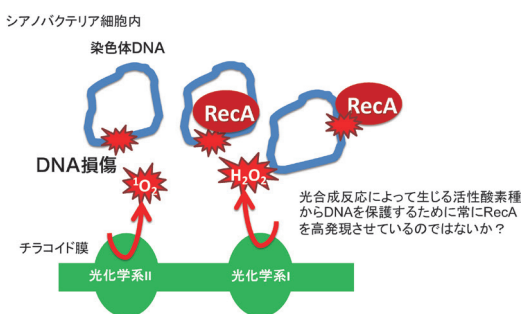 シアノバクテリア細胞内
染色体DNA
RecA
RecA
DNA損傷
¹O₂
H₂O₂
光合成反応によって生じる活性酸素種
からDNAを保護するために常にRecA
を高発現させているのではないか？
チラコイド膜
光化学系II
光化学系I